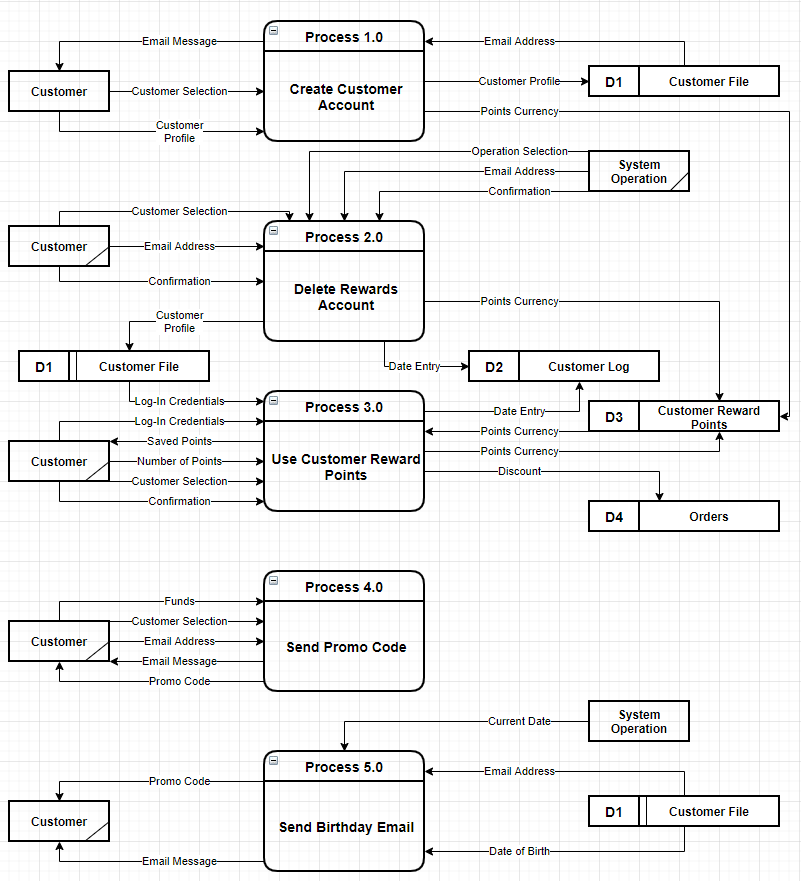 Process 1.0
Email Message
Email Address
Customer
Customer Selection
Create Customer
Account
Customer Profile
D1
Customer File
Points Currency
Customer
Profile
Operation Selection
System
Operation
Email Address
Confirmation
Customer Selection
Process 2.0
Customer
Email Address
Confirmation
Delete Rewards
Account
Points Currency
Customer
Profile
D1
Customer File
Date Entry
D2
Customer Log
Log-In Credentials
Process 3.0
Date Entry
D3
Customer Reward
Points
Log-In Credentials
Points Currency
Saved Points
Points Currency
Customer
Number of Points
Use Customer Reward
Points
Discount
Customer Selection
Confirmation
D4
Orders
Process 4.0
Funds
Customer Selection
Customer
Email Address
Send Promo Code
Email Message
Promo Code
Current Date
System
Operation
Process 5.0
Email Address
Promo Code
Customer
Send Birthday Email
D1
Customer File
Date of Birth
Email Message